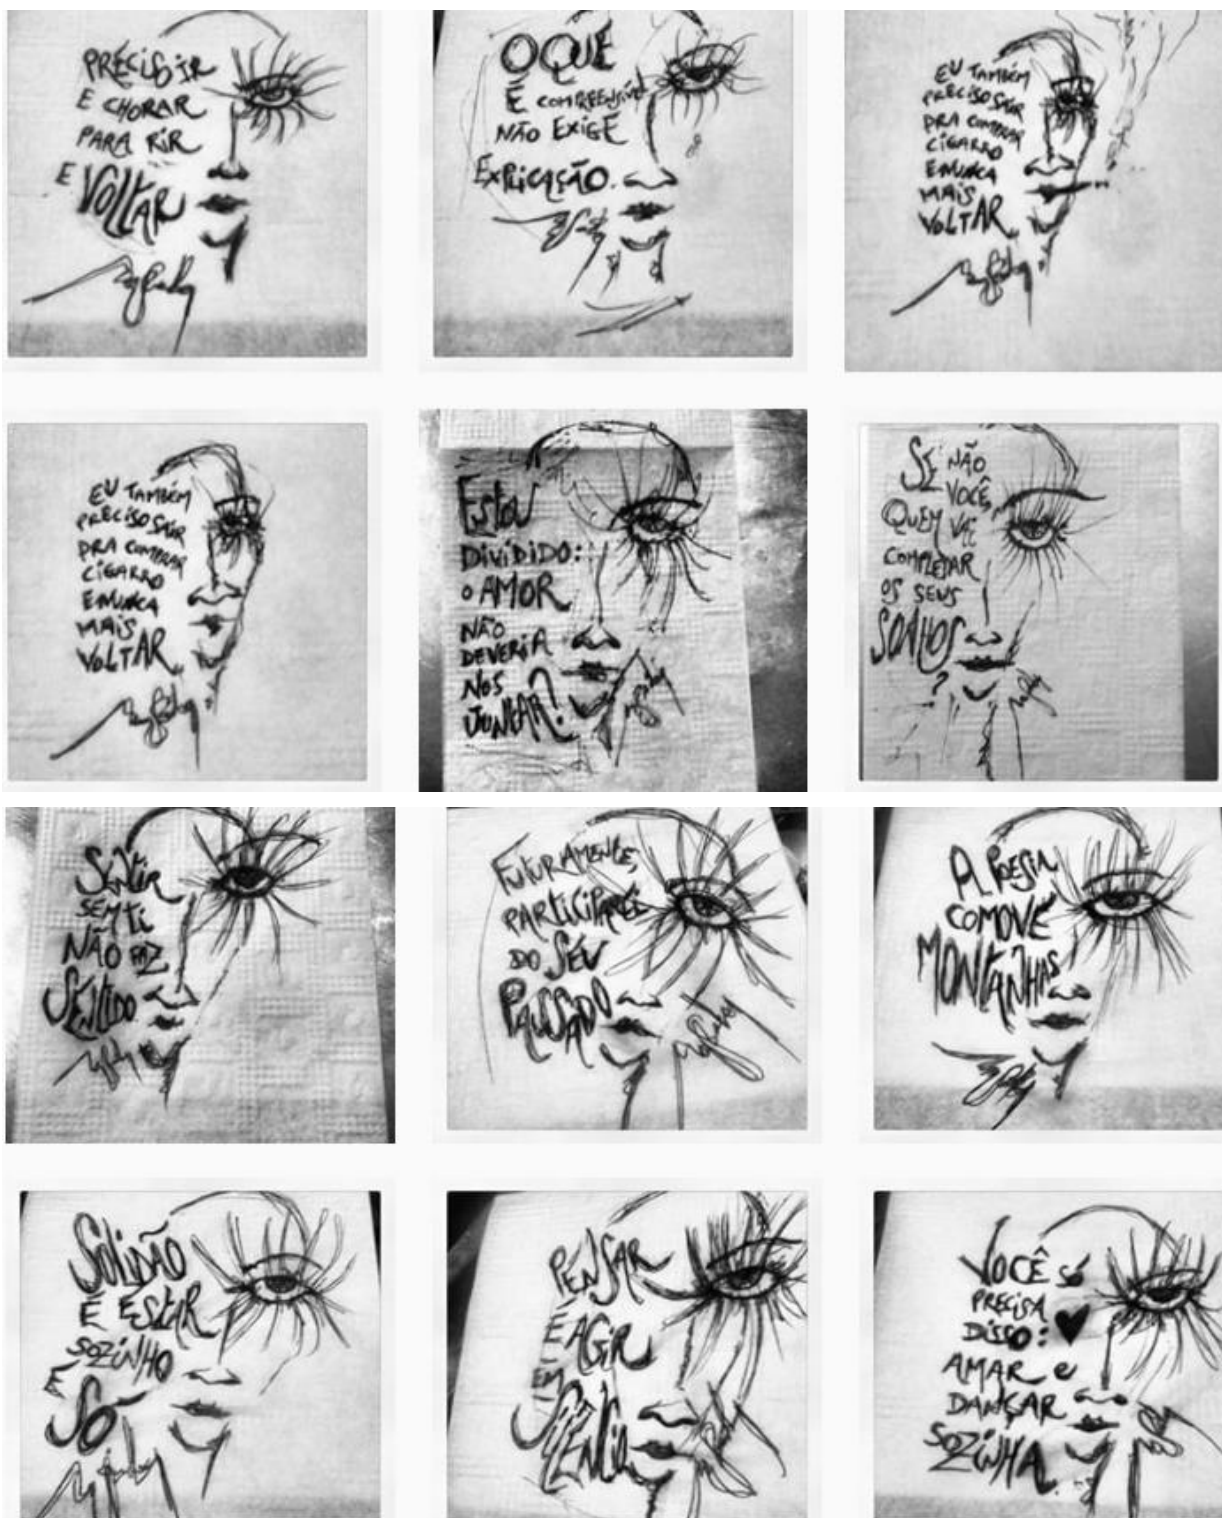 PRECISO IR
E CHORAR
PARA RIR
E VOLTAR
O QUE
É COMPREENSÍVEL
NÃO EXIGE
EXPLICAÇÃO.
EU TAMBÉM
PRECISO SAIR
PRA COMPRAR
CIGARRO
E NUNCA
MAIS
VOLTAR
EU TAMBÉM
PRECISO SAIR
PRA COMPRAR
CIGARRO
E NUNCA
MAIS
VOLTAR
ESTOU
DIVIDIDO:
O AMOR
NÃO
DEVERIA
NOS
JUNTAR?
SE NÃO
VOCÊ,
QUEM VAI
COMPLETAR
OS SEUS
SONHOS
?
SENTIR
SEM TI
NÃO FAZ
SENTIDO
FUTURAMENTE,
PARTICIPAREI
DO SEU
PASSADO
A POESIA
COMOVE
MONTANHAS
SOLIDÃO
É ESTAR
SOZINHO
E
SÓ
PENSAR
É AGIR
EM
SILÊNCIO
VOCÊ SÓ
PRECISA
DISSO:
AMAR e
DANÇAR
SOZINHA.